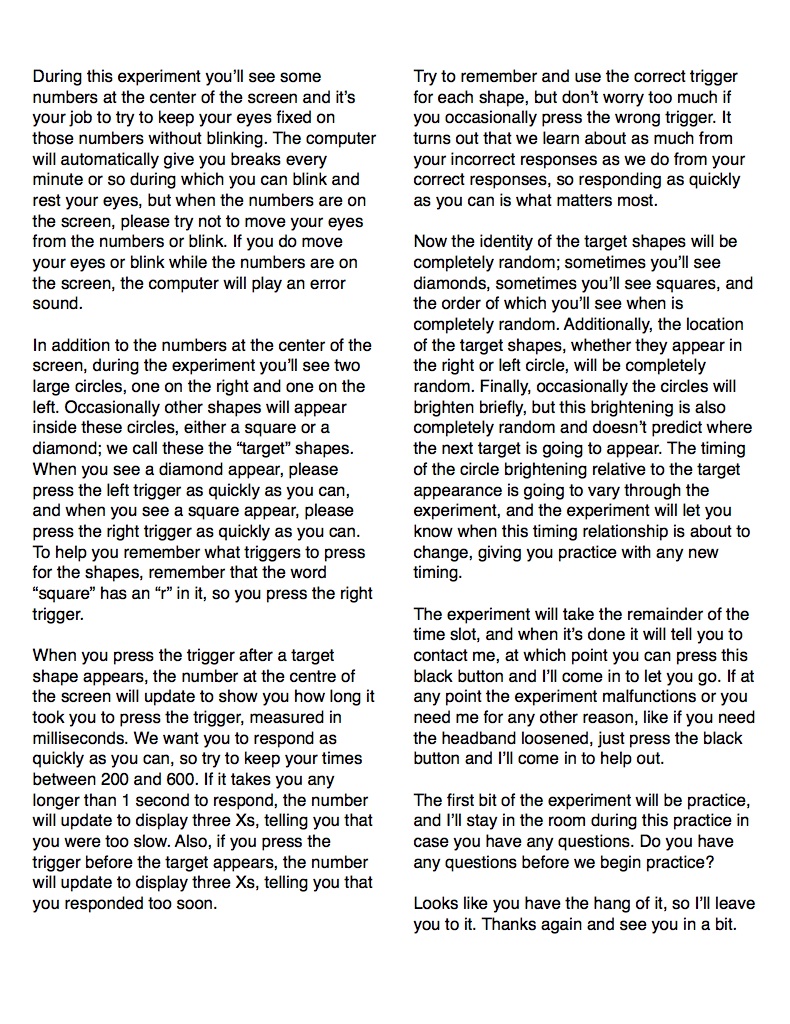 During this experiment you’ll see some
numbers at the center of the screen and it’s
your job to try to keep your eyes fixed on
those numbers without blinking. The computer
will automatically give you breaks every
minute or so during which you can blink and
rest your eyes, but when the numbers are on
the screen, please try not to move your eyes
from the numbers or blink. If you do move
your eyes or blink while the numbers are on
the screen, the computer will play an error
sound.
In addition to the numbers at the center of the
screen, during the experiment you’ll see two
large circles, one on the right and one on the
left. Occasionally other shapes will appear
inside these circles, either a square or a
diamond; we call these the “target” shapes.
When you see a diamond appear, please
press the left trigger as quickly as you can,
and when you see a square appear, please
press the right trigger as quickly as you can.
To help you remember what triggers to press
for the shapes, remember that the word
“square” has an “r” in it, so you press the right
trigger.
When you press the trigger after a target
shape appears, the number at the centre of
the screen will update to show you how long it
took you to press the trigger, measured in
milliseconds. We want you to respond as
quickly as you can, so try to keep your times
between 200 and 600. If it takes you any
longer than 1 second to respond, the number
will update to display three Xs, telling you that
you were too slow. Also, if you press the
trigger before the target appears, the number
will update to display three Xs, telling you that
you responded too soon.
Try to remember and use the correct trigger
for each shape, but don’t worry too much if
you occasionally press the wrong trigger. It
turns out that we learn about as much from
your incorrect responses as we do from your
correct responses, so responding as quickly
as you can is what matters most.
Now the identity of the target shapes will be
completely random; sometimes you’ll see
diamonds, sometimes you’ll see squares, and
the order of which you’ll see when is
completely random. Additionally, the location
of the target shapes, whether they appear in
the right or left circle, will be completely
random. Finally, occasionally the circles will
brighten briefly, but this brightening is also
completely random and doesn’t predict where
the next target is going to appear. The timing
of the circle brightening relative to the target
appearance is going to vary through the
experiment, and the experiment will let you
know when this timing relationship is about to
change, giving you practice with any new
timing.
The experiment will take the remainder of the
time slot, and when it’s done it will tell you to
contact me, at which point you can press this
black button and I’ll come in to let you go. If at
any point the experiment malfunctions or you
need me for any other reason, like if you need
the headband loosened, just press the black
button and I’ll come in to help out.
The first bit of the experiment will be practice,
and I’ll stay in the room during this practice in
case you have any questions. Do you have
any questions before we begin practice?
Looks like you have the hang of it, so I’ll leave
you to it. Thanks again and see you in a bit.